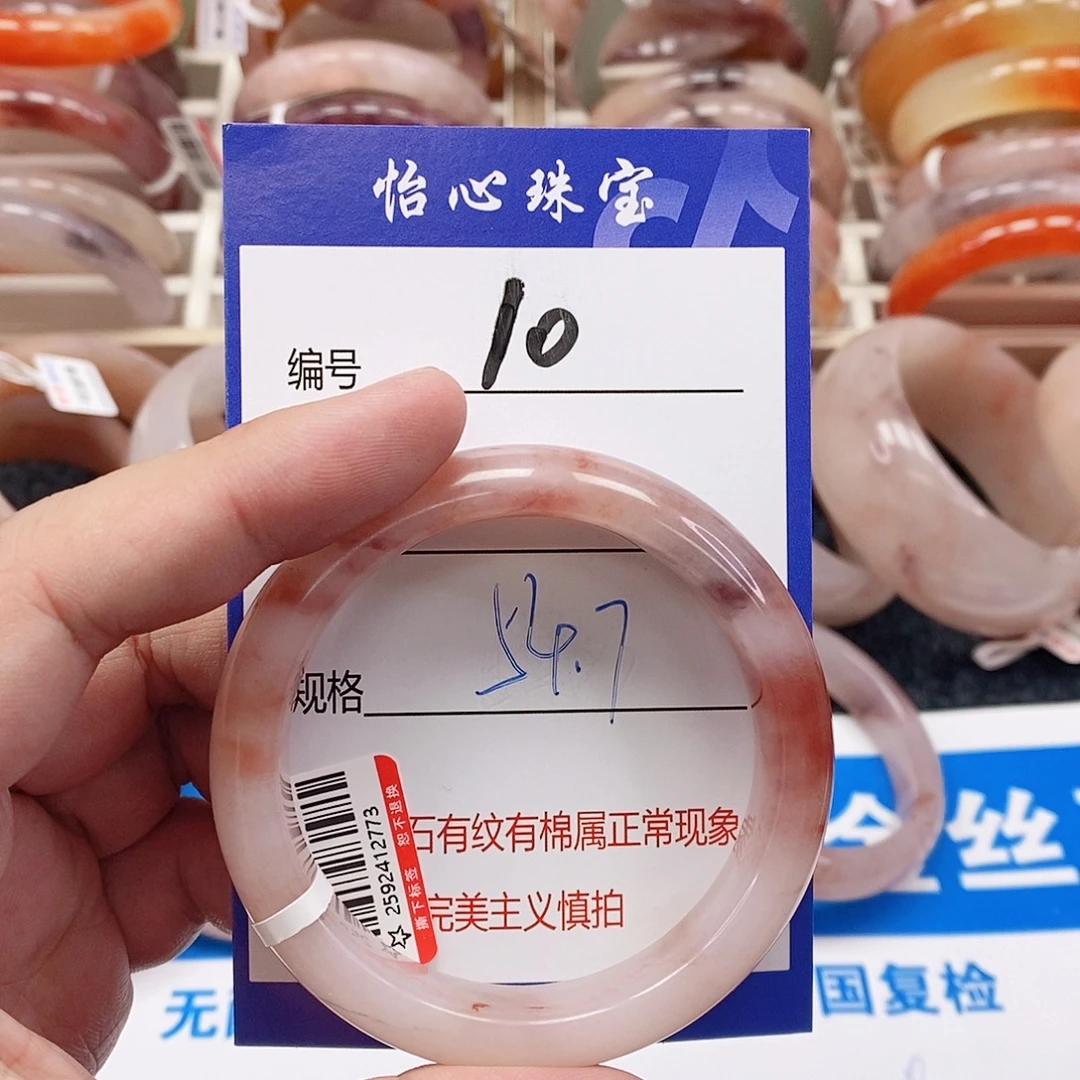 怡心珠宝
编号 10
规格 54.7
石有纹有棉属正常现象
完美主义慎拍
2592412773
撕下标签 恕不退换
金丝
无
国复检